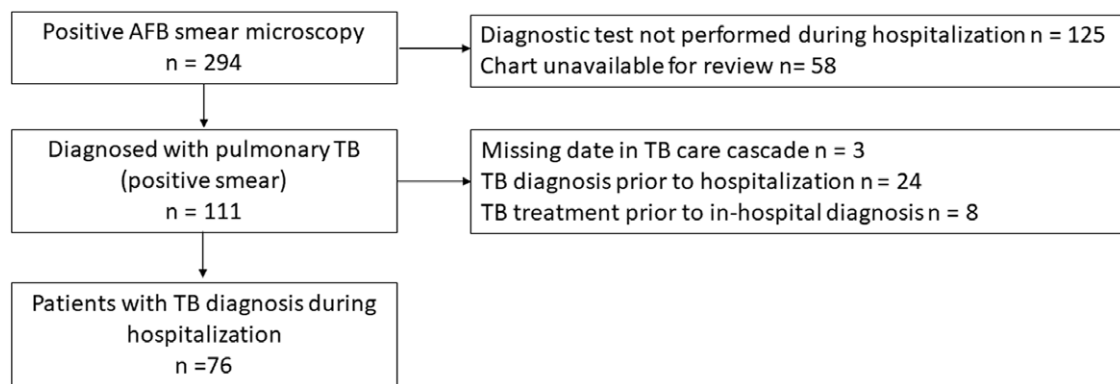 Positive AFB smear microscopy
n = 294
Diagnostic test not performed during hospitalization n = 125
Chart unavailable for review n= 58
Diagnosed with pulmonary TB
(positive smear)
n = 111
Missing date in TB care cascade n = 3
TB diagnosis prior to hospitalization n = 24
TB treatment prior to in-hospital diagnosis n = 8
Patients with TB diagnosis during
hospitalization
n =76